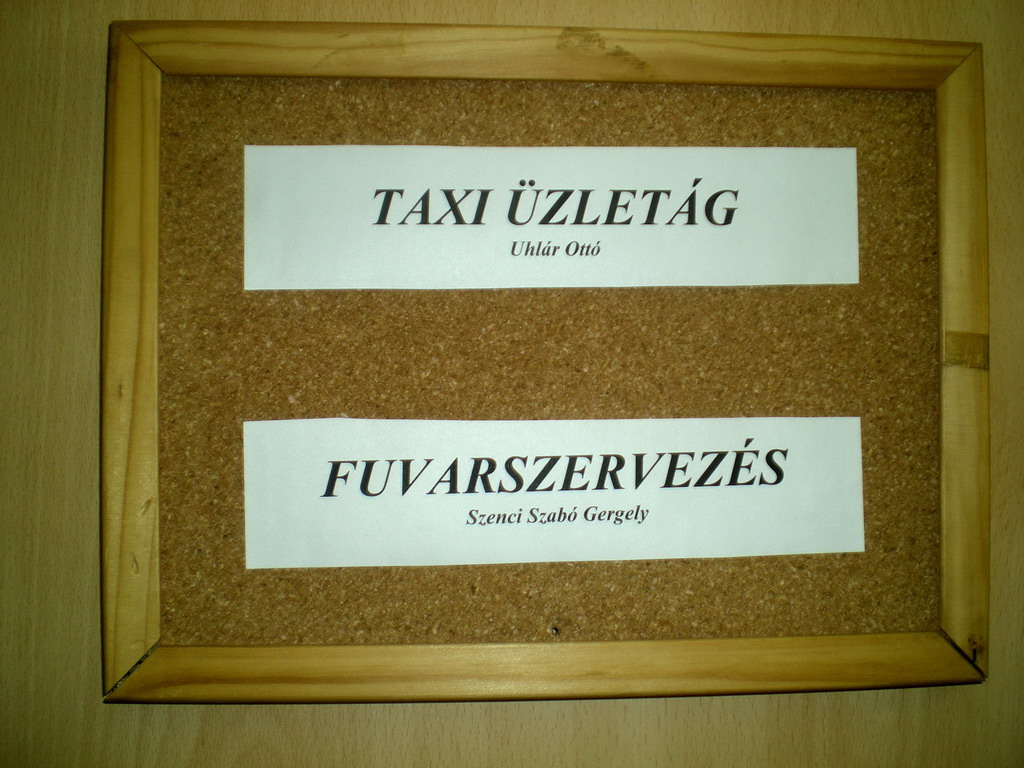 TAXI ÜZLETÁG
Uhlár Ottó
FUVARSZERVEZÉS
Szenci Szabó Gergely